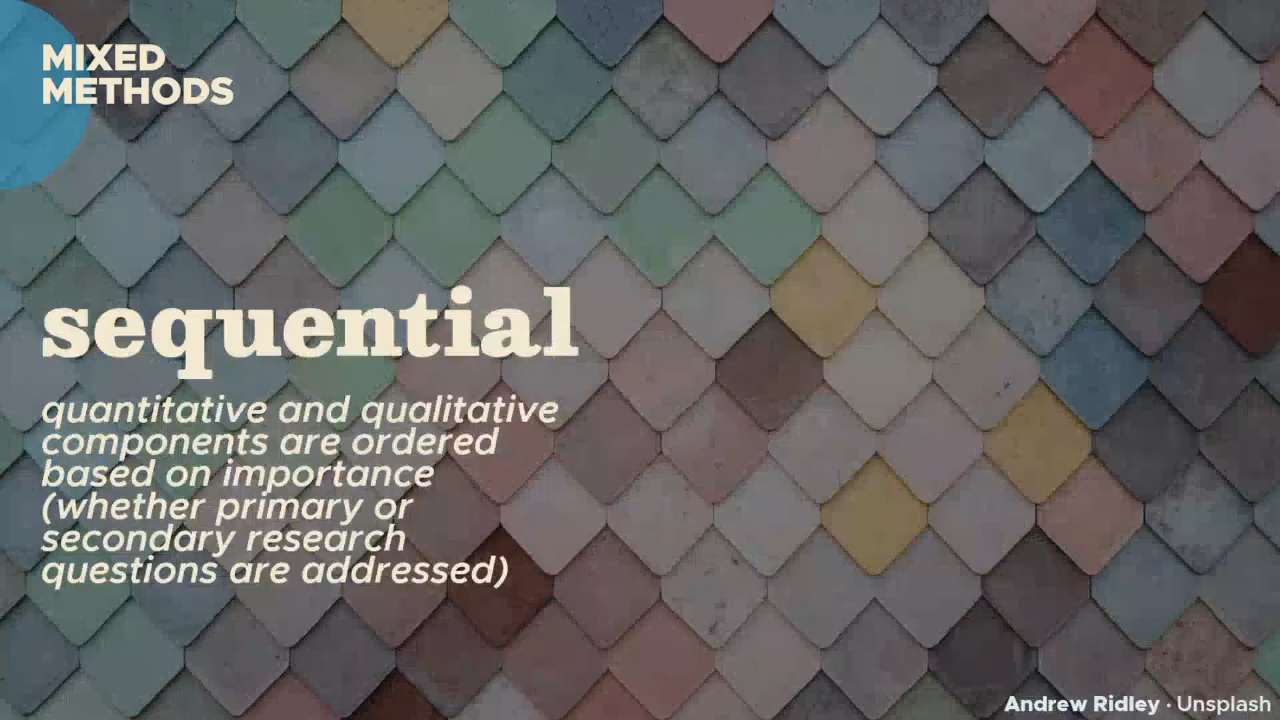 MIXED
METHODS
sequential
quantitative and qualitative
components are ordered
based on importance
(whether primary or
secondary research
questions are addressed)
Andrew Ridley · Unsplash